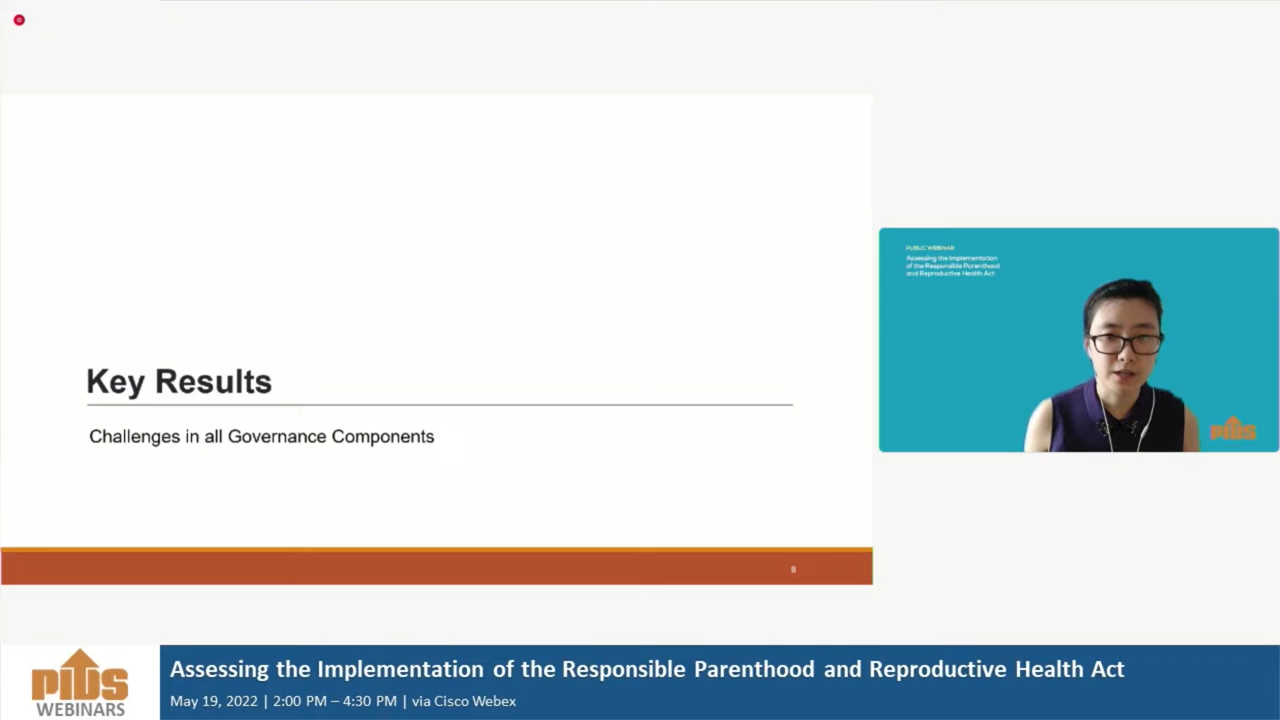 Key Results
Challenges in all Governance Components
8
PUBLIC WEBINAR
Assessing the Implementation
of the Responsible Parenthood
and Reproductive Health Act
PIDS
PIDS
WEBINARS
Assessing the Implementation of the Responsible Parenthood and Reproductive Health Act
May 19, 2022 | 2:00 PM – 4:30 PM | via Cisco Webex